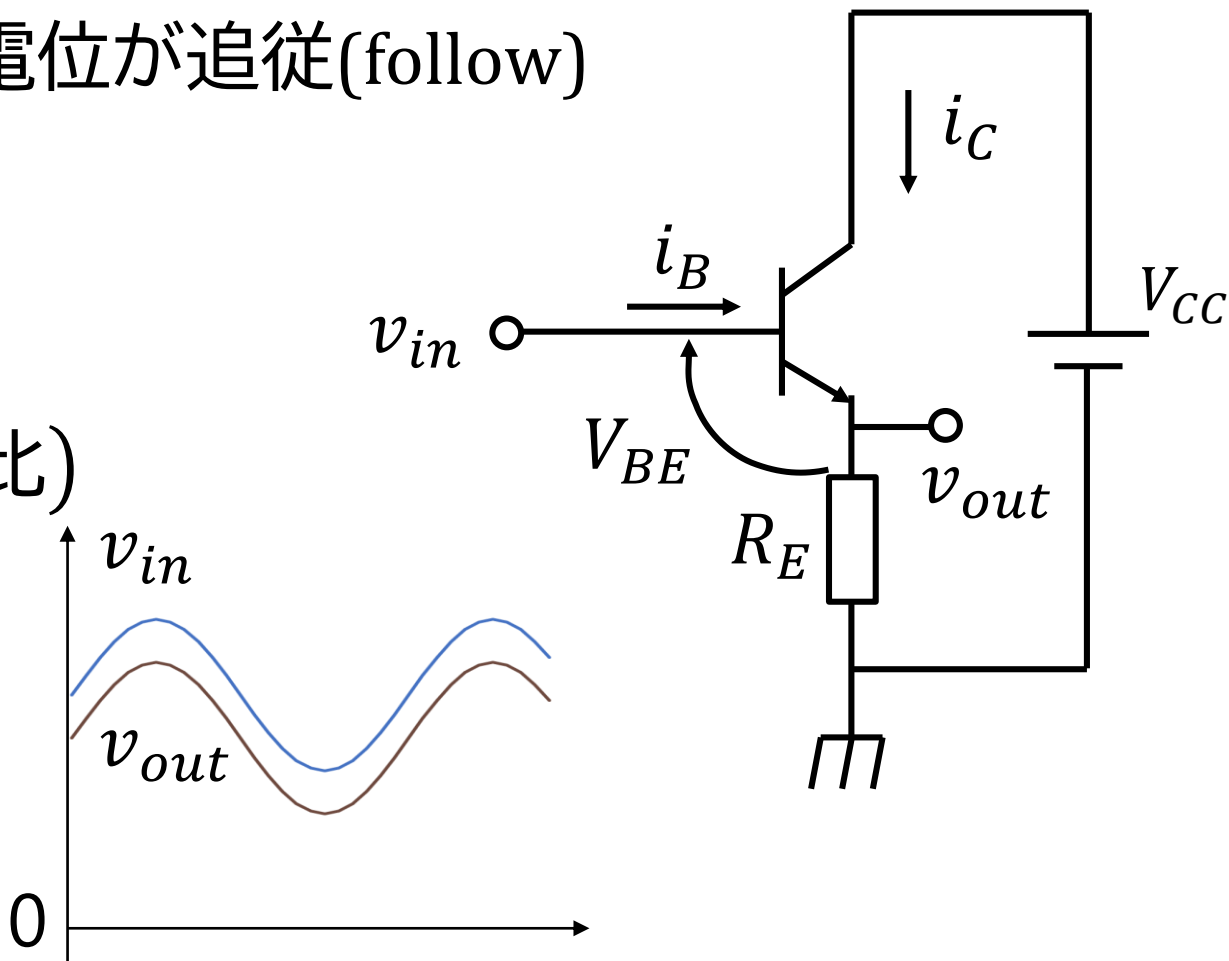 電位が追従(follow)
i_C
i_B
V_CC
v_in
V_BE
v_out
比)
R_E
v_in
v_out
0